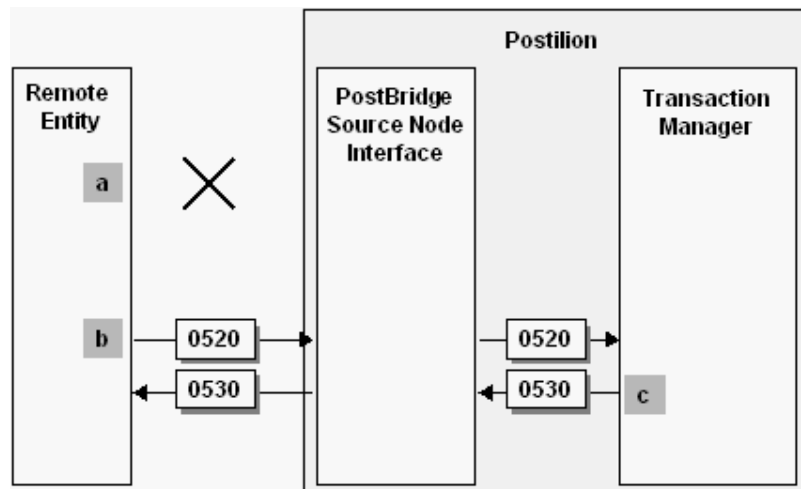 Postilion
Remote
Entity
PostBridge
Source Node
Interface
Transaction
Manager
a
b
0520
0520
0530
0530
c